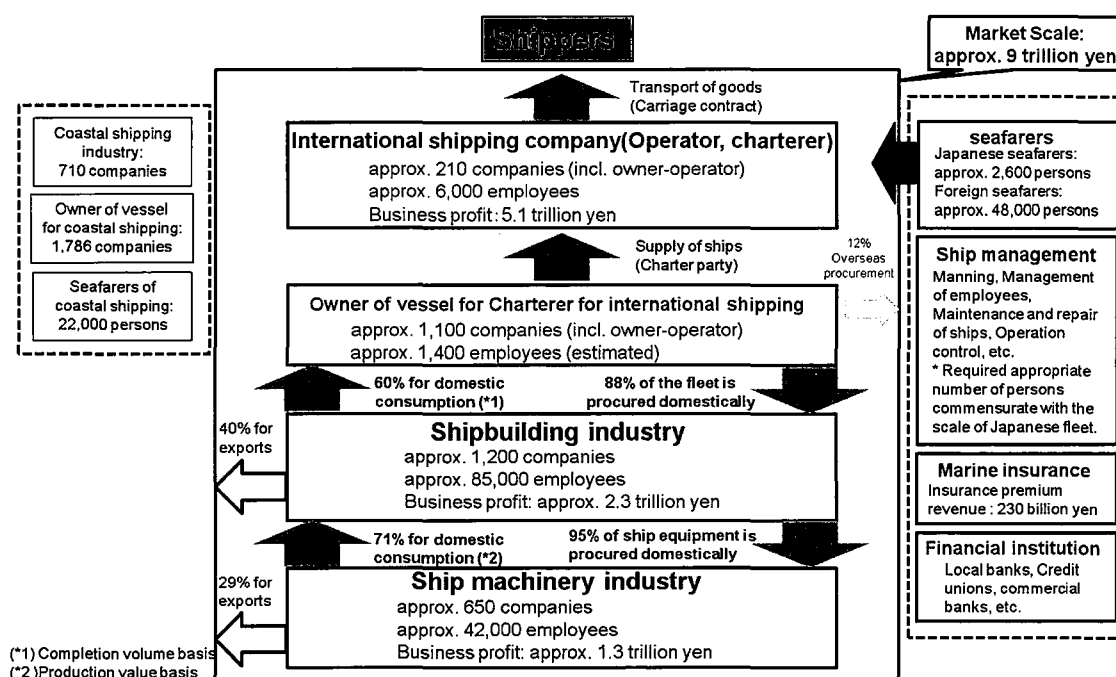 Shippers
Market Scale:
approx. 9 trillion yen
Transport of goods
(Carriage contract)
International shipping company(Operator, charterer)
approx. 210 companies (incl. owner-operator)
approx. 6,000 employees
Business profit: 5.1 trillion yen
Supply of ships
(Charter party)
12%
Overseas
procurement
Owner of vessel for Charterer for international shipping
approx. 1,100 companies (incl. owner-operator)
approx. 1,400 employees (estimated)
60% for domestic
consumption (*1)
88% of the fleet is
procured domestically
40% for
exports
Shipbuilding industry
approx. 1,200 companies
approx. 85,000 employees
Business profit: approx. 2.3 trillion yen
71% for domestic
consumption (*2)
95% of ship equipment is
procured domestically
29% for
exports
Ship machinery industry
approx. 650 companies
approx. 42,000 employees
Business profit: approx. 1.3 trillion yen
Coastal shipping
industry:
710 companies
Owner of vessel
for coastal shipping:
1,786 companies
Seafarers of
coastal shipping:
22,000 persons
seafarers
Japanese seafarers:
approx. 2,600 persons
Foreign seafarers:
approx. 48,000 persons
Ship management
Manning, Management
of employees,
Maintenance and repair
of ships, Operation
control, etc.
* Required appropriate
number of persons
commensurate with the
scale of Japanese fleet.
Marine insurance
Insurance premium
revenue : 230 billion yen
Financial institution
Local banks, Credit
unions, commercial
banks, etc.
(*1) Completion volume basis
(*2 )Production value basis